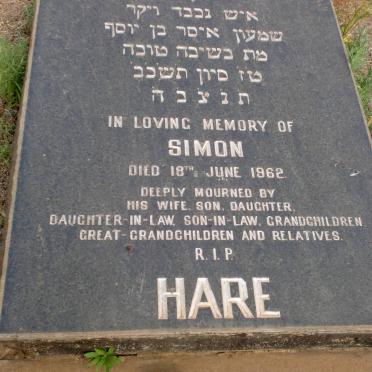 איש נכבד ויקר
שמעון איסר בן יוסף
מת בשיבה טובה
טז סיון תשכב
ת נ צ ב ה
IN LOVING MEMORY OF
SIMON
DIED 18TH JUNE 1962
DEEPLY MOURNED BY
HIS WIFE, SON, DAUGHTER,
DAUGHTER-IN-LAW, SON-IN-LAW, GRANDCHILDREN
GREAT-GRANDCHILDREN AND RELATIVES.
R.I.P.
HARE